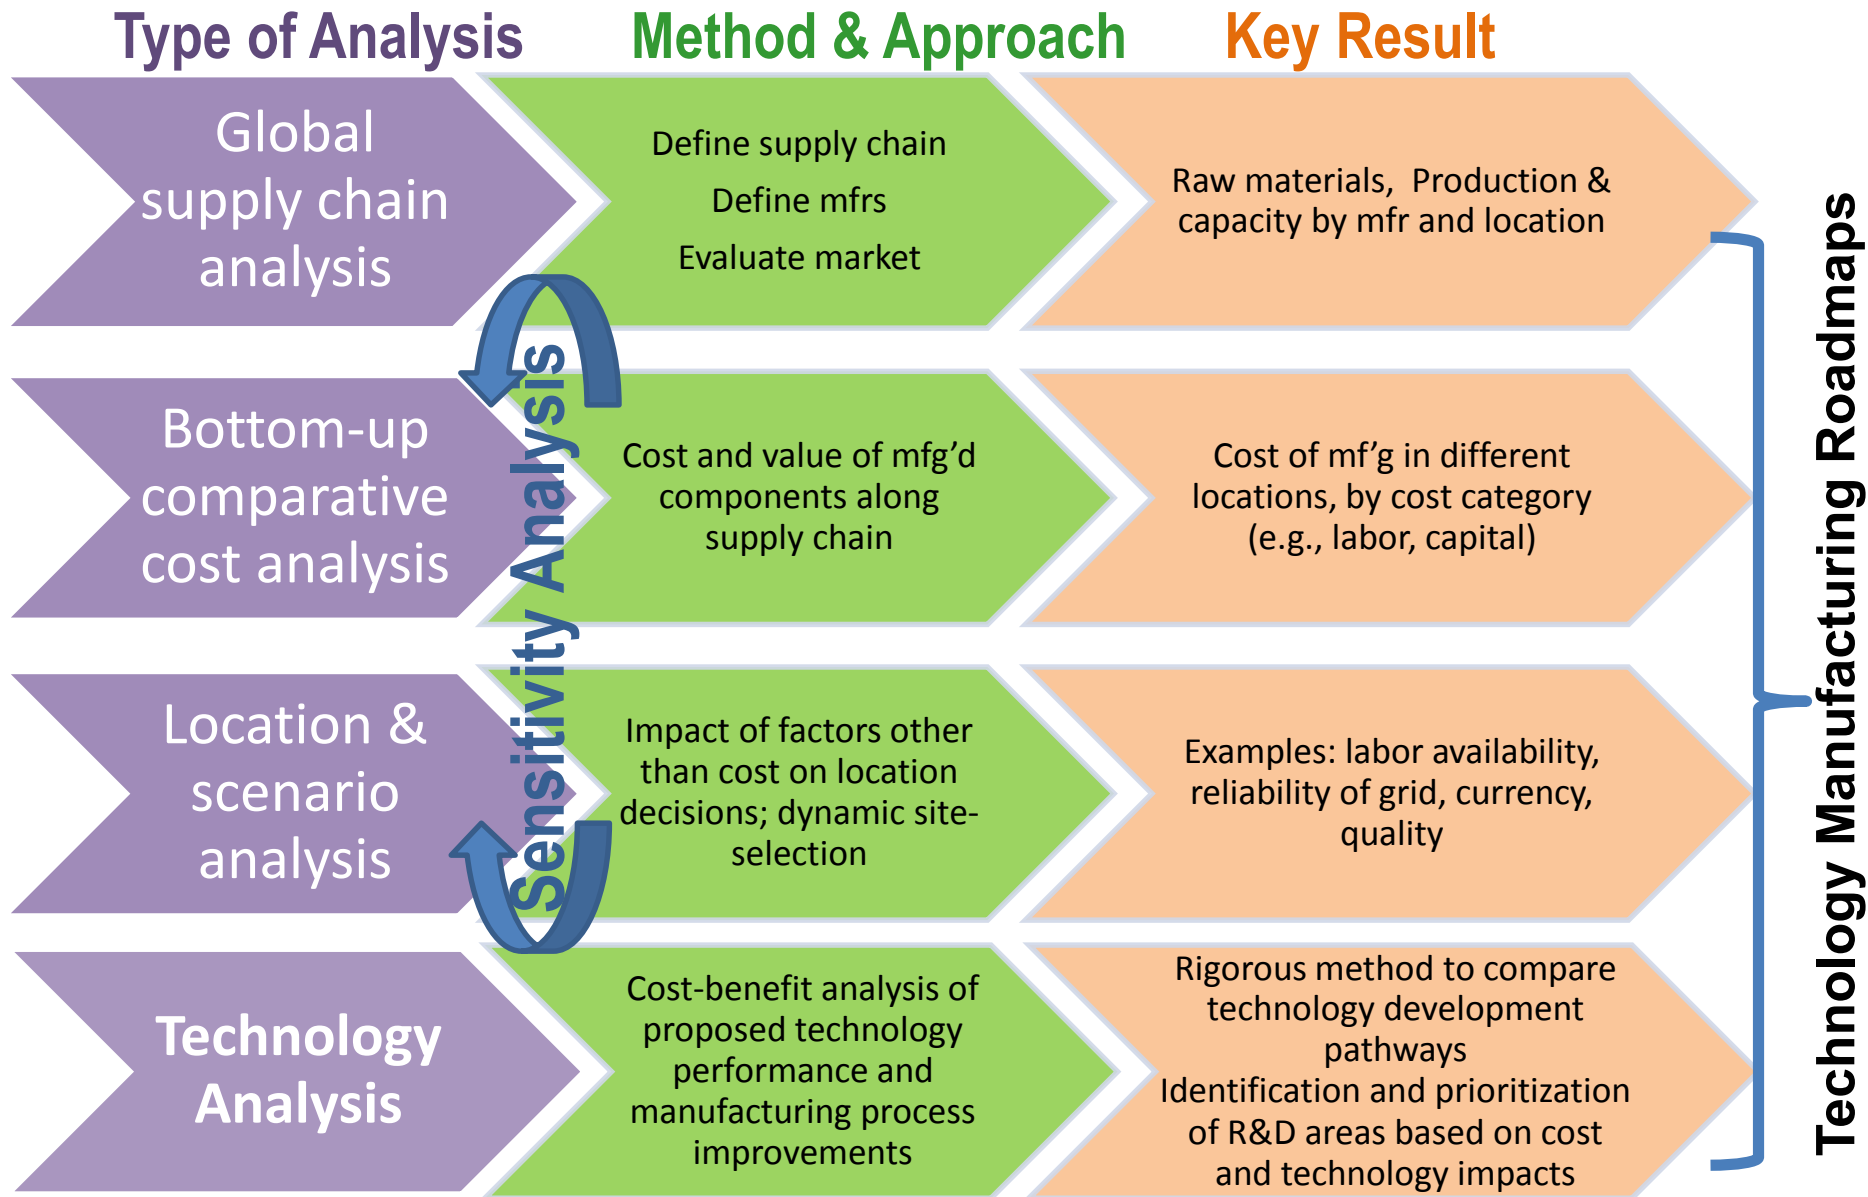 Type of Analysis
Method & Approach
Key Result
Global
supply chain
analysis
Define supply chain
Define mfrs
Evaluate market
Raw materials,  Production &
capacity by mfr and location
Bottom-up
comparative
cost analysis
Cost and value of mfg’d
components along
supply chain
Cost of mf’g in different
locations, by cost category
(e.g., labor, capital)
Location &
scenario
analysis
Impact of factors other
than cost on location
decisions; dynamic site-
selection
Examples: labor availability,
reliability of grid, currency,
quality
Technology
Analysis
Cost-benefit analysis of
proposed technology
performance and
manufacturing process
improvements
Rigorous method to compare
technology development
pathways
Identification and prioritization
of R&D areas based on cost
and technology impacts
Sensitivity Analysis
Technology Manufacturing Roadmaps